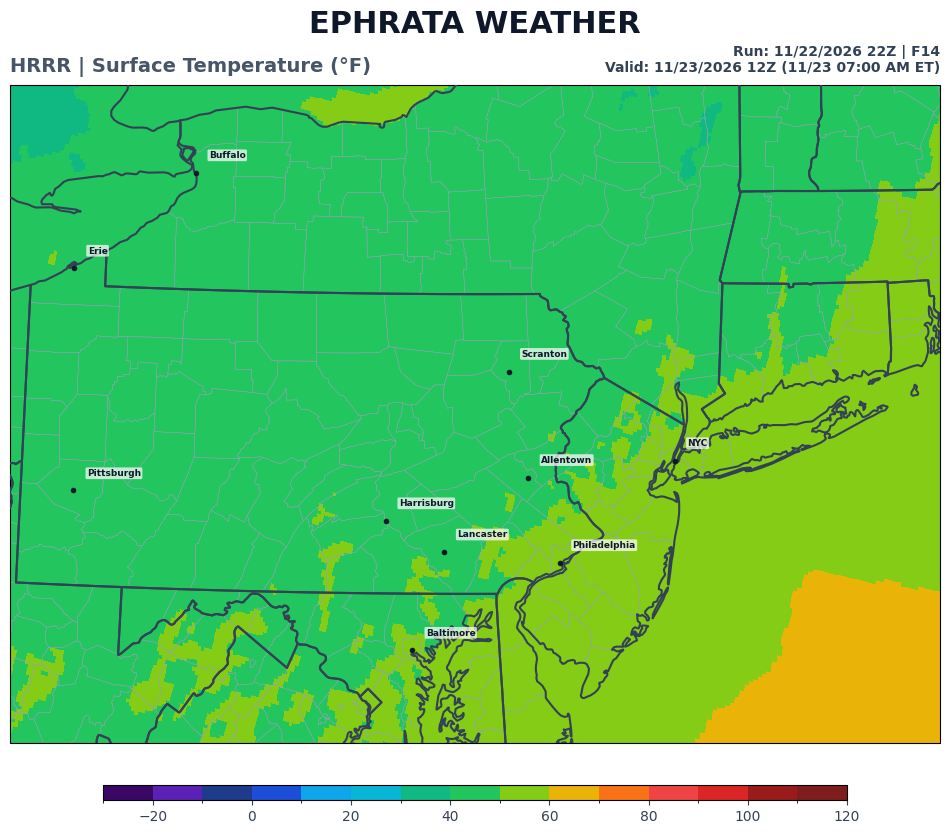 EPHRATA WEATHER
HRRR | Surface Temperature (°F)
Run: 11/22/2026 22Z | F14
Valid: 11/23/2026 12Z (11/23 07:00 AM ET)
Buffalo
Erie
Scranton
NYC
Allentown
Pittsburgh
Harrisburg
Lancaster
Philadelphia
Baltimore
−20 0 20 40 60 80 100 120